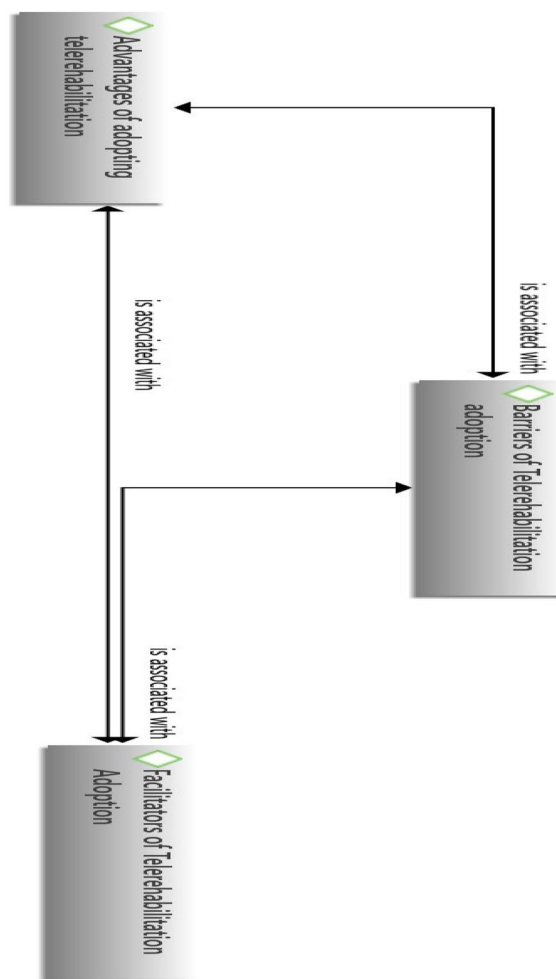 is associated with
Barriers of Telerehabilitation
adoption
Advantages of adopting
telerehabilitation
is associated with
is associated with
Facilitators of Telerehabilitation
Adoption